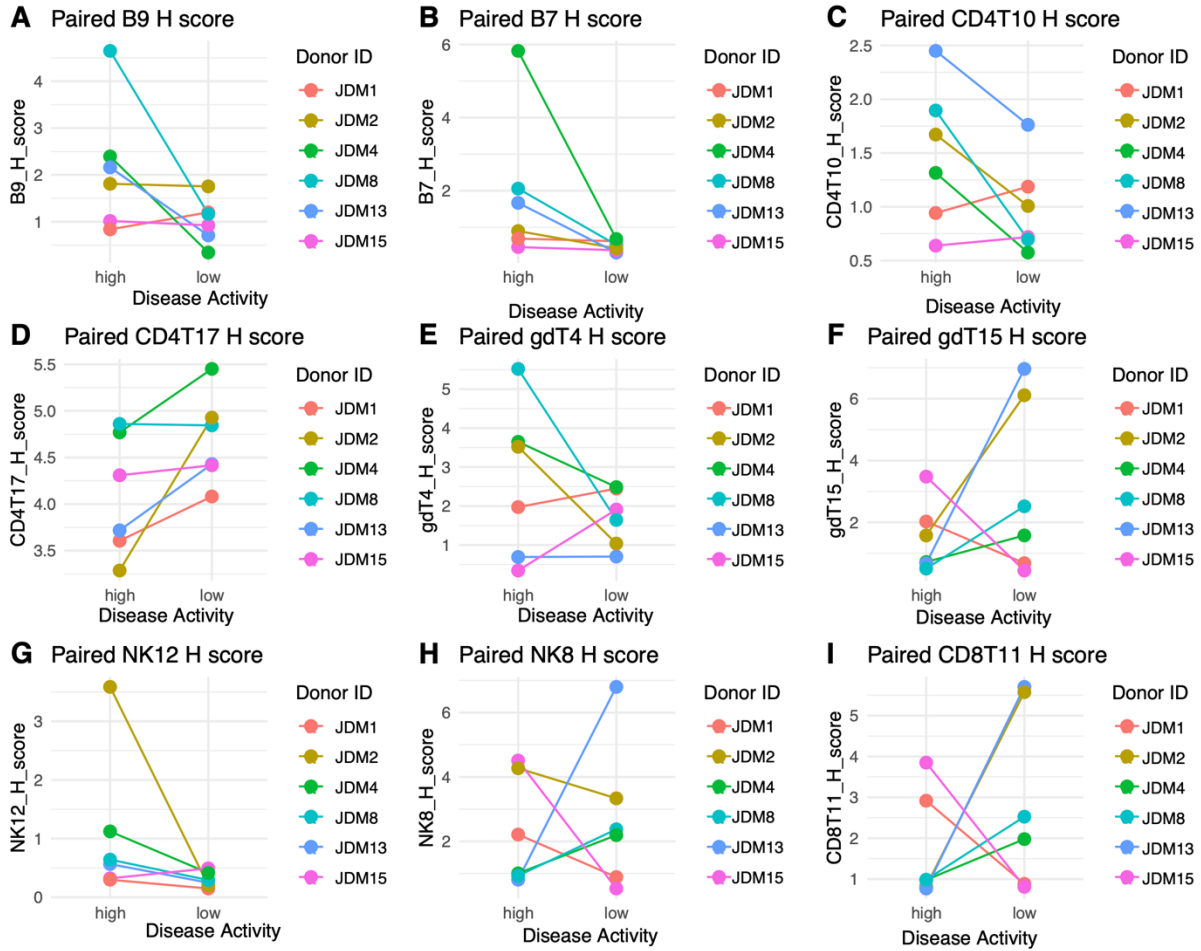 A Paired B9 H score
B9_H_score
4
3
2
1
high low
Disease Activity
Donor ID
JDM1
JDM2
JDM4
JDM8
JDM13
JDM15
B Paired B7 H score
B7_H_score
6
4
2
high low
Disease Activity
Donor ID
JDM1
JDM2
JDM4
JDM8
JDM13
JDM15
C Paired CD4T10 H score
CD4T10_H_score
2.5
2.0
1.5
1.0
0.5
high low
Disease Activity
Donor ID
JDM1
JDM2
JDM4
JDM8
JDM13
JDM15
D Paired CD4T17 H score
CD4T17_H_score
5.5
5.0
4.5
4.0
3.5
high low
Disease Activity
Donor ID
JDM1
JDM2
JDM4
JDM8
JDM13
JDM15
E Paired gdT4 H score
gdT4_H_score
5
4
3
2
1
high low
Disease Activity
Donor ID
JDM1
JDM2
JDM4
JDM8
JDM13
JDM15
F Paired gdT15 H score
gdT15_H_score
6
4
2
high low
Disease Activity
Donor ID
JDM1
JDM2
JDM4
JDM8
JDM13
JDM15
G Paired NK12 H score
NK12_H_score
3
2
1
0
high low
Disease Activity
Donor ID
JDM1
JDM2
JDM4
JDM8
JDM13
JDM15
H Paired NK8 H score
NK8_H_score
6
4
2
high low
Disease Activity
Donor ID
JDM1
JDM2
JDM4
JDM8
JDM13
JDM15
I Paired CD8T11 H score
CD8T11_H_score
5
4
3
2
1
high low
Disease Activity
Donor ID
JDM1
JDM2
JDM4
JDM8
JDM13
JDM15